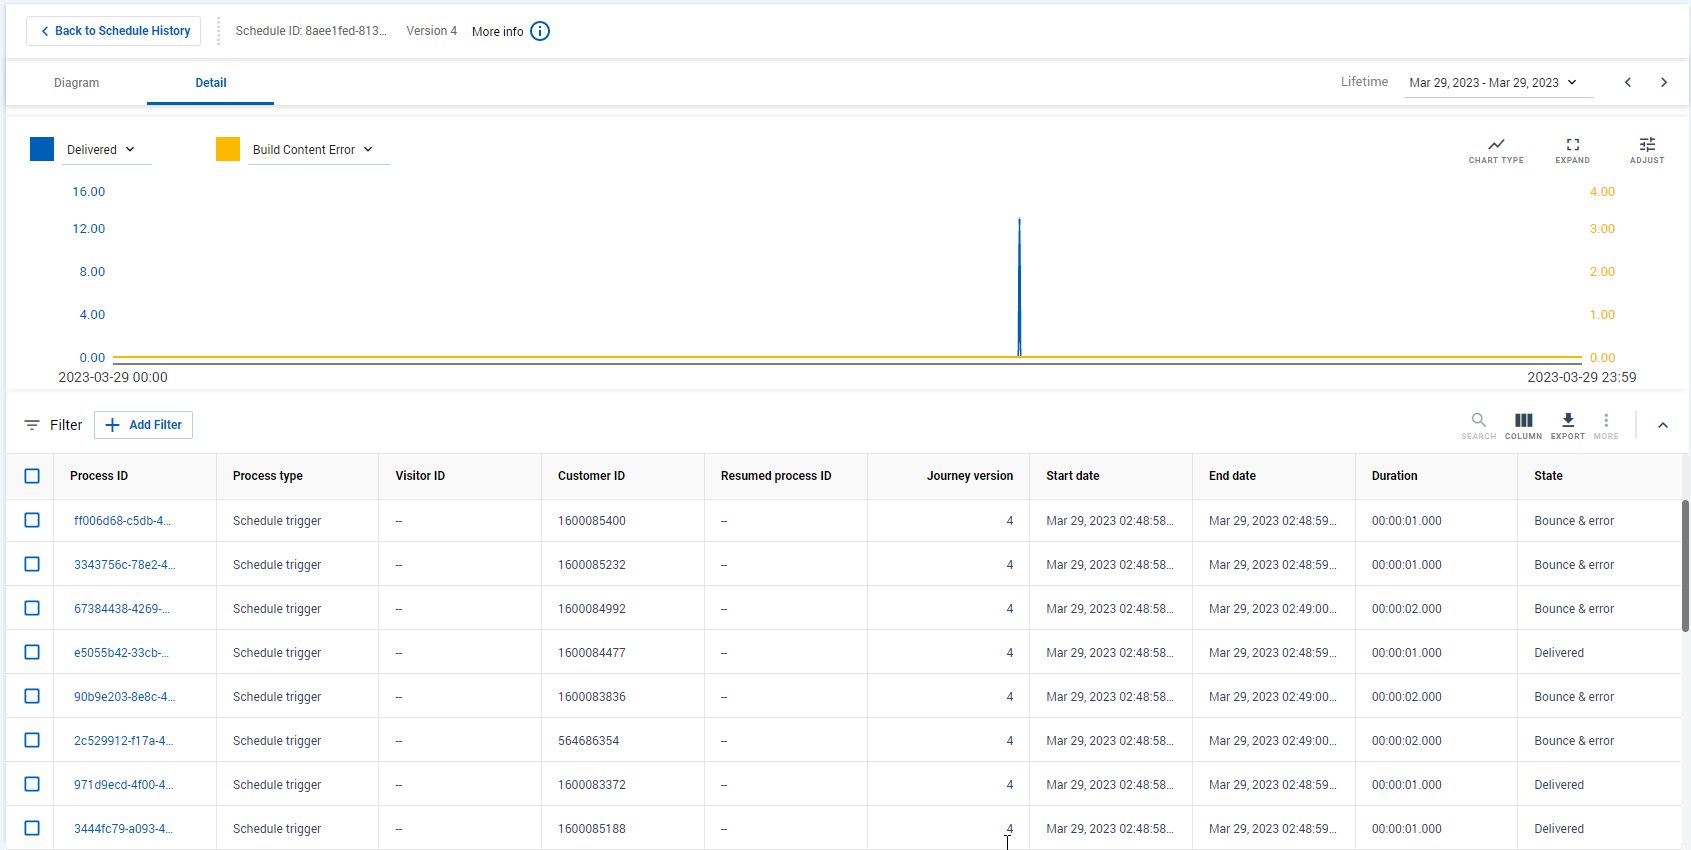 Back to Schedule History Schedule ID: 8aee1fed-813... Version 4 More info
Diagram Detail Lifetime Mar 29, 2023 - Mar 29, 2023
Delivered Build Content Error CHART TYPE EXPAND ADJUST
16.00 4.00
12.00 3.00
8.00 2.00
4.00 1.00
0.00 0.00
2023-03-29 00:00 2023-03-29 23:59
Filter Add Filter SEARCH COLUMN EXPORT MORE
Process ID Process type Visitor ID Customer ID Resumed process ID Journey version Start date End date Duration State
ff006d68-c5db-4... Schedule trigger -- 1600085400 -- 4 Mar 29, 2023 02:48:58... Mar 29, 2023 02:48:59... 00:00:01.000 Bounce & error
3343756c-78e2-4... Schedule trigger -- 1600085232 -- 4 Mar 29, 2023 02:48:58... Mar 29, 2023 02:48:59... 00:00:01.000 Bounce & error
67384438-4269-... Schedule trigger -- 1600084992 -- 4 Mar 29, 2023 02:48:58... Mar 29, 2023 02:49:00... 00:00:02.000 Bounce & error
e5055b42-33cb-... Schedule trigger -- 1600084477 -- 4 Mar 29, 2023 02:48:58... Mar 29, 2023 02:48:59... 00:00:01.000 Delivered
90b9e203-8e8c-4... Schedule trigger -- 1600083836 -- 4 Mar 29, 2023 02:48:58... Mar 29, 2023 02:49:00... 00:00:02.000 Bounce & error
2c529912-f17a-4... Schedule trigger -- 564686354 -- 4 Mar 29, 2023 02:48:58... Mar 29, 2023 02:49:00... 00:00:02.000 Bounce & error
971d9ecd-4f00-4... Schedule trigger -- 1600083372 -- 4 Mar 29, 2023 02:48:58... Mar 29, 2023 02:48:59... 00:00:01.000 Delivered
3444fc79-a093-4... Schedule trigger -- 1600085188 -- 4 Mar 29, 2023 02:48:58... Mar 29, 2023 02:48:59... 00:00:01.000 Delivered